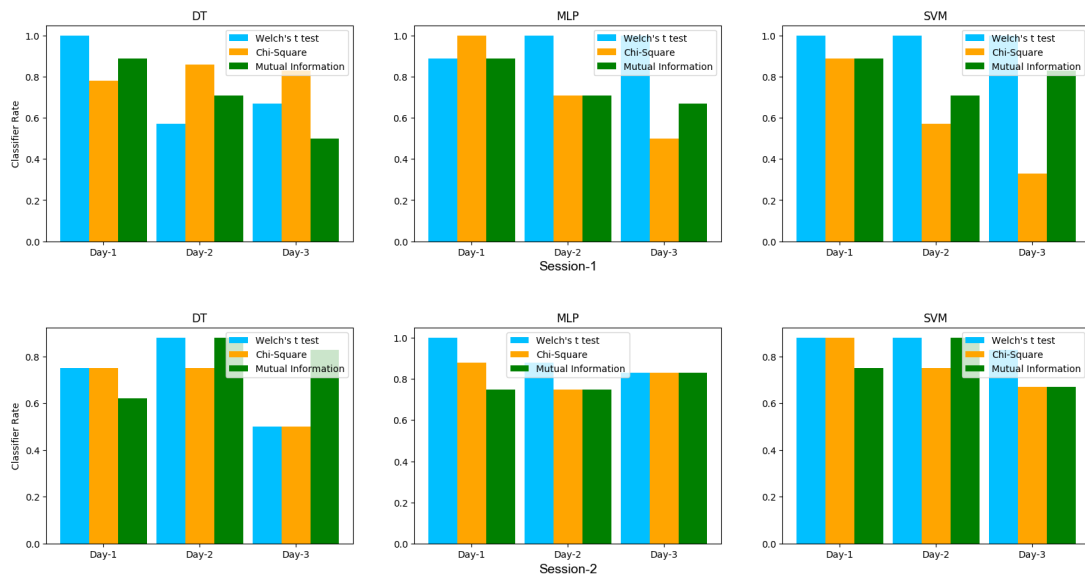 DT
MLP
SVM
1.0
0.8
0.6
0.4
0.2
0.0
Classifier Rate
Welch's t test
Chi-Square
Mutual Information
Day-1
Day-2
Day-3
1.0
0.8
0.6
0.4
0.2
0.0
Welch's t test
Chi-Square
Mutual Information
Day-1
Day-2
Day-3
1.0
0.8
0.6
0.4
0.2
0.0
Welch's t test
Chi-Square
Mutual Information
Day-1
Day-2
Day-3
Session-1
DT
MLP
SVM
0.8
0.6
0.4
0.2
0.0
Classifier Rate
Welch's t test
Chi-Square
Mutual Information
Day-1
Day-2
Day-3
1.0
0.8
0.6
0.4
0.2
0.0
Welch's t test
Chi-Square
Mutual Information
Day-1
Day-2
Day-3
0.8
0.6
0.4
0.2
0.0
Welch's t test
Chi-Square
Mutual Information
Day-1
Day-2
Day-3
Session-2